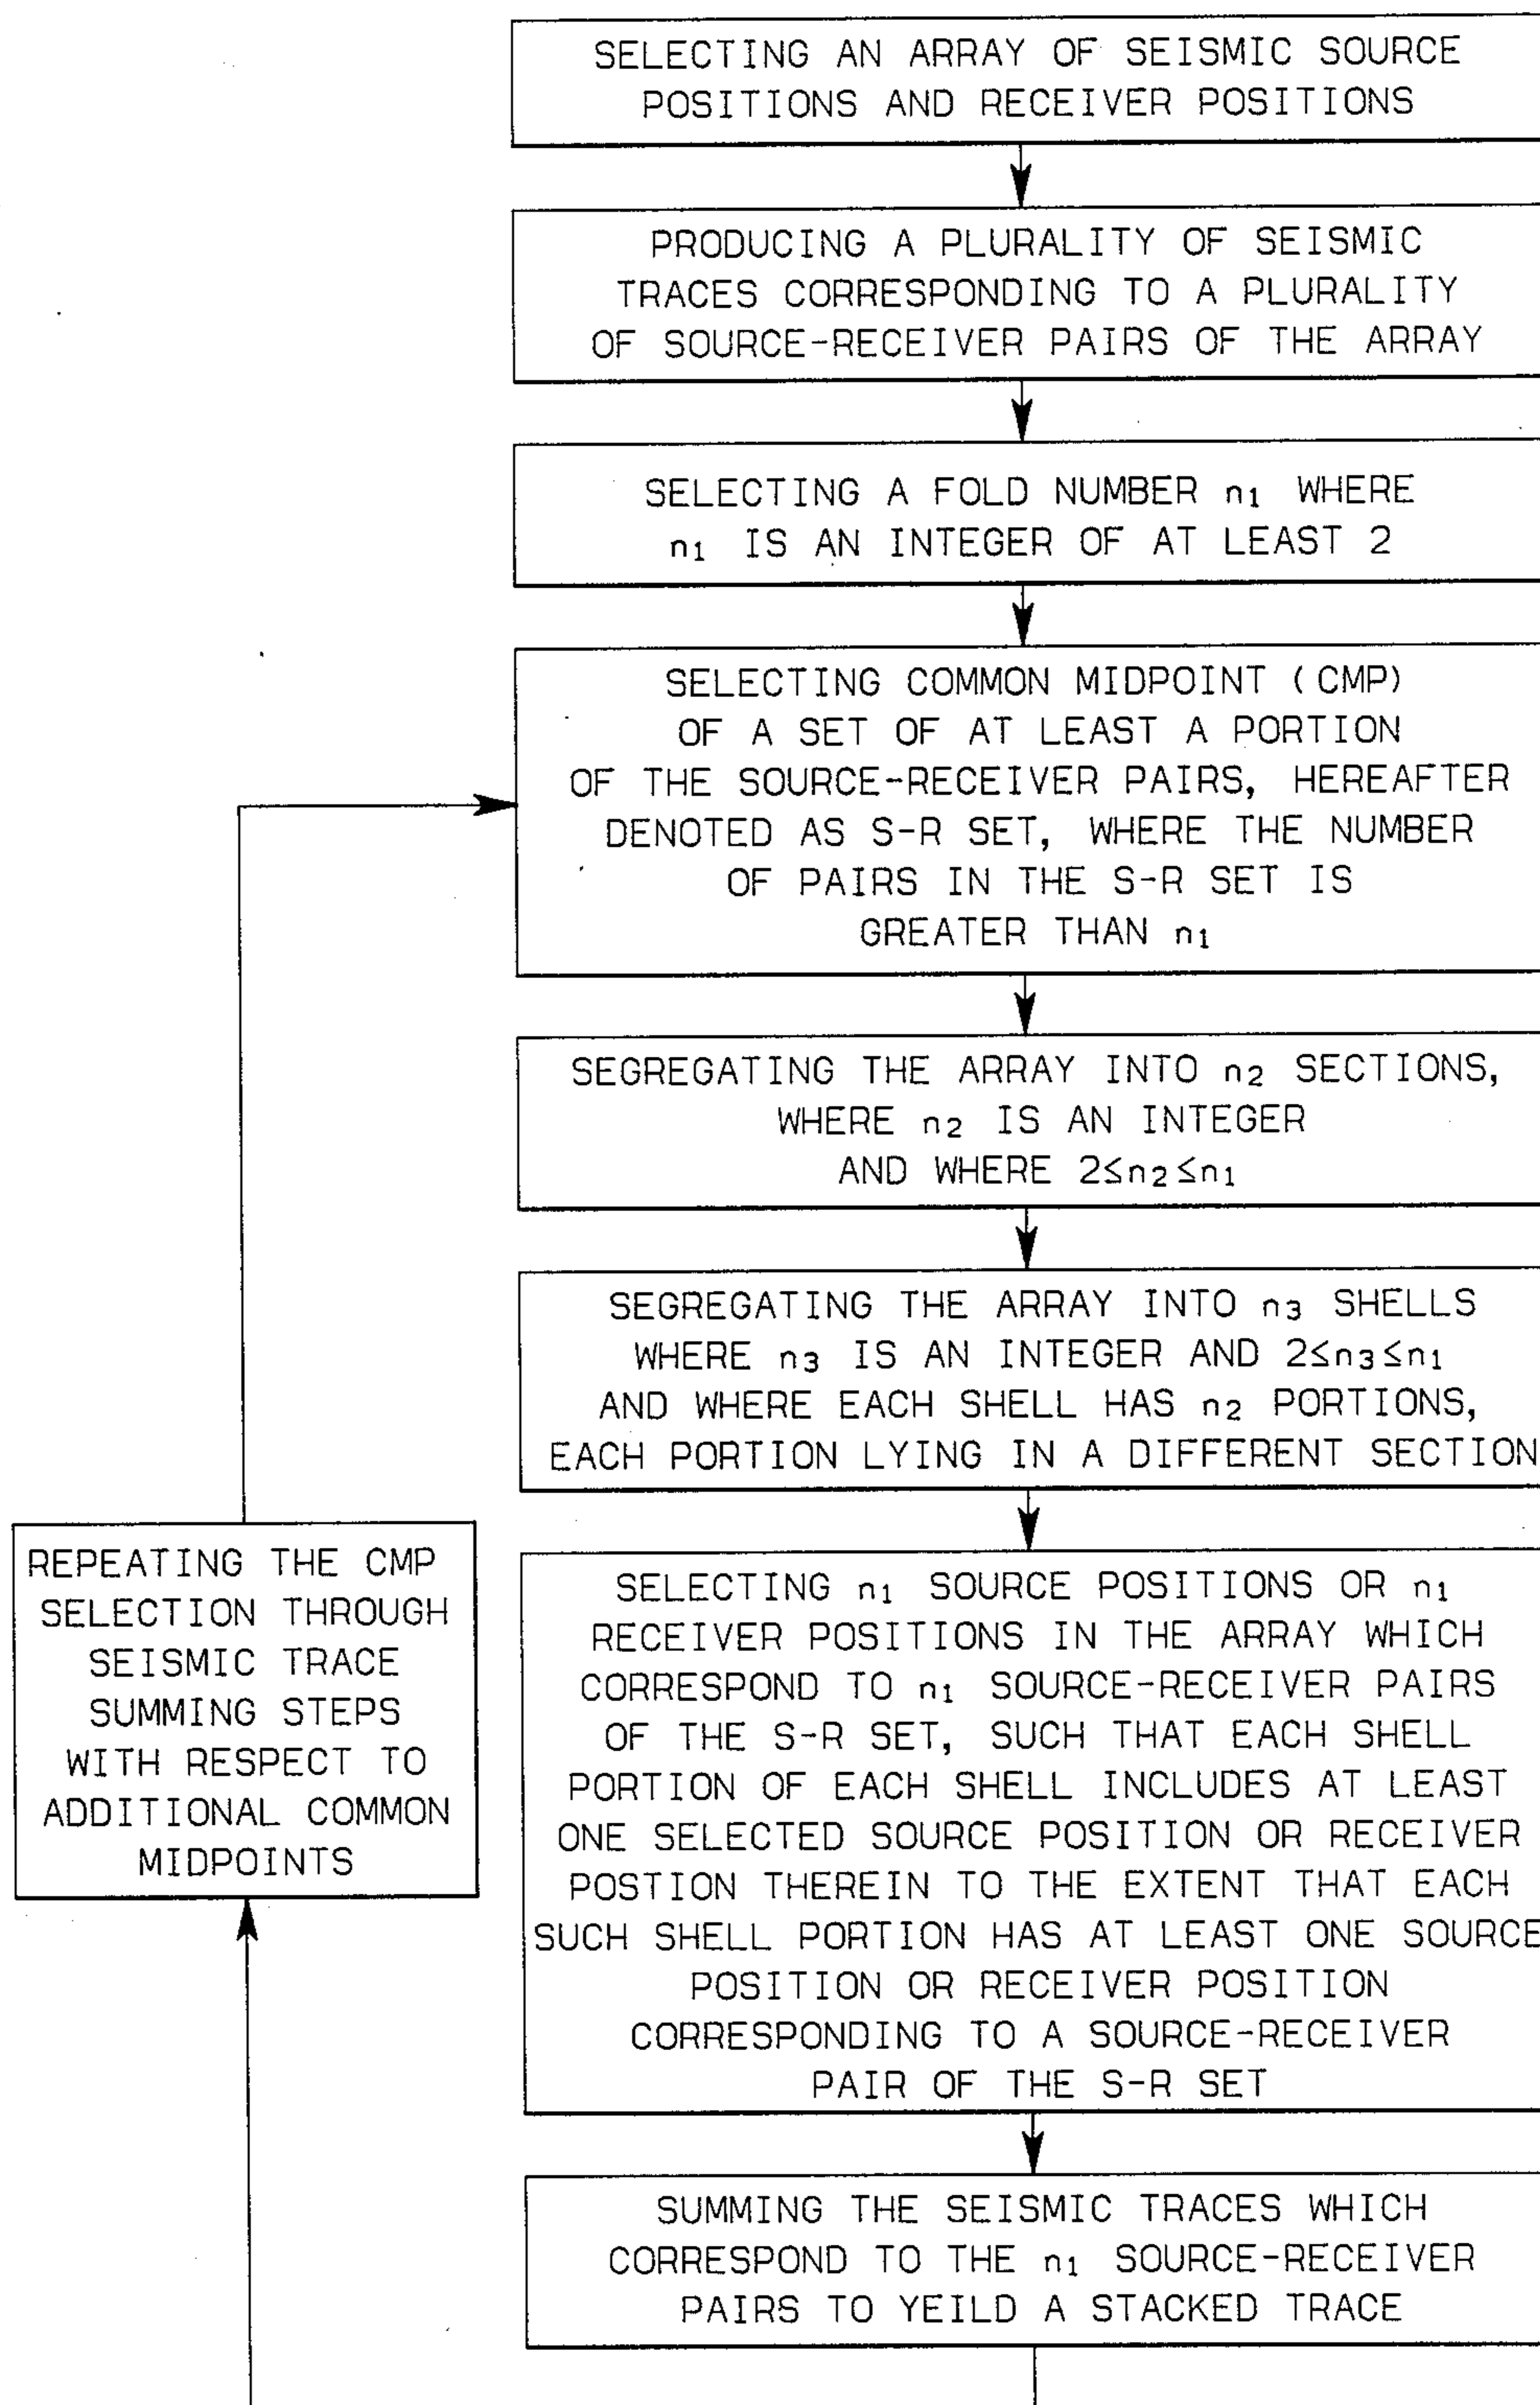 SELECTING AN ARRAY OF SEISMIC SOURCE
POSITIONS AND RECEIVER POSITIONS
PRODUCING A PLURALITY OF SEISMIC
TRACES CORRESPONDING TO A PLURALITY
OF SOURCE-RECEIVER PAIRS OF THE ARRAY
SELECTING A FOLD NUMBER n₁ WHERE
n₁ IS AN INTEGER OF AT LEAST 2
SELECTING COMMON MIDPOINT (CMP)
OF A SET OF AT LEAST A PORTION
OF THE SOURCE-RECEIVER PAIRS, HEREAFTER
DENOTED AS S-R SET, WHERE THE NUMBER
OF PAIRS IN THE S-R SET IS
GREATER THAN n₁
SEGREGATING THE ARRAY INTO n₂ SECTIONS,
WHERE n₂ IS AN INTEGER
AND WHERE 2≤n₂≤n₁
SEGREGATING THE ARRAY INTO n₃ SHELLS
WHERE n₃ IS AN INTEGER AND 2≤n₃≤n₁
AND WHERE EACH SHELL HAS n₂ PORTIONS,
EACH PORTION LYING IN A DIFFERENT SECTION
SELECTING n₁ SOURCE POSITIONS OR n₁
RECEIVER POSITIONS IN THE ARRAY WHICH
CORRESPOND TO n₁ SOURCE-RECEIVER PAIRS
OF THE S-R SET, SUCH THAT EACH SHELL
PORTION OF EACH SHELL INCLUDES AT LEAST
ONE SELECTED SOURCE POSITION OR RECEIVER
POSTION THEREIN TO THE EXTENT THAT EACH
SUCH SHELL PORTION HAS AT LEAST ONE SOURCE
POSITION OR RECEIVER POSITION
CORRESPONDING TO A SOURCE-RECEIVER
PAIR OF THE S-R SET
SUMMING THE SEISMIC TRACES WHICH
CORRESPOND TO THE n₁ SOURCE-RECEIVER
PAIRS TO YEILD A STACKED TRACE
REPEATING THE CMP
SELECTION THROUGH
SEISMIC TRACE
SUMMING STEPS
WITH RESPECT TO
ADDITIONAL COMMON
MIDPOINTS